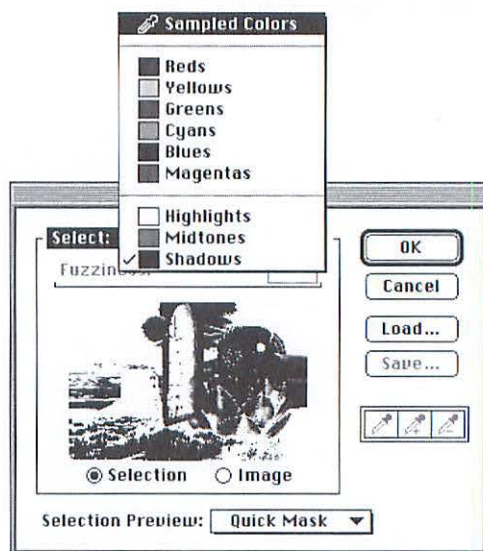 Sampled Colors
Reds
Yellows
Greens
Cyans
Blues
Magentas
Highlights
Midtones
Shadows
Select:
Fuzziness:
OK
Cancel
Load...
Save...
Selection
Image
Selection Preview: Quick Mask